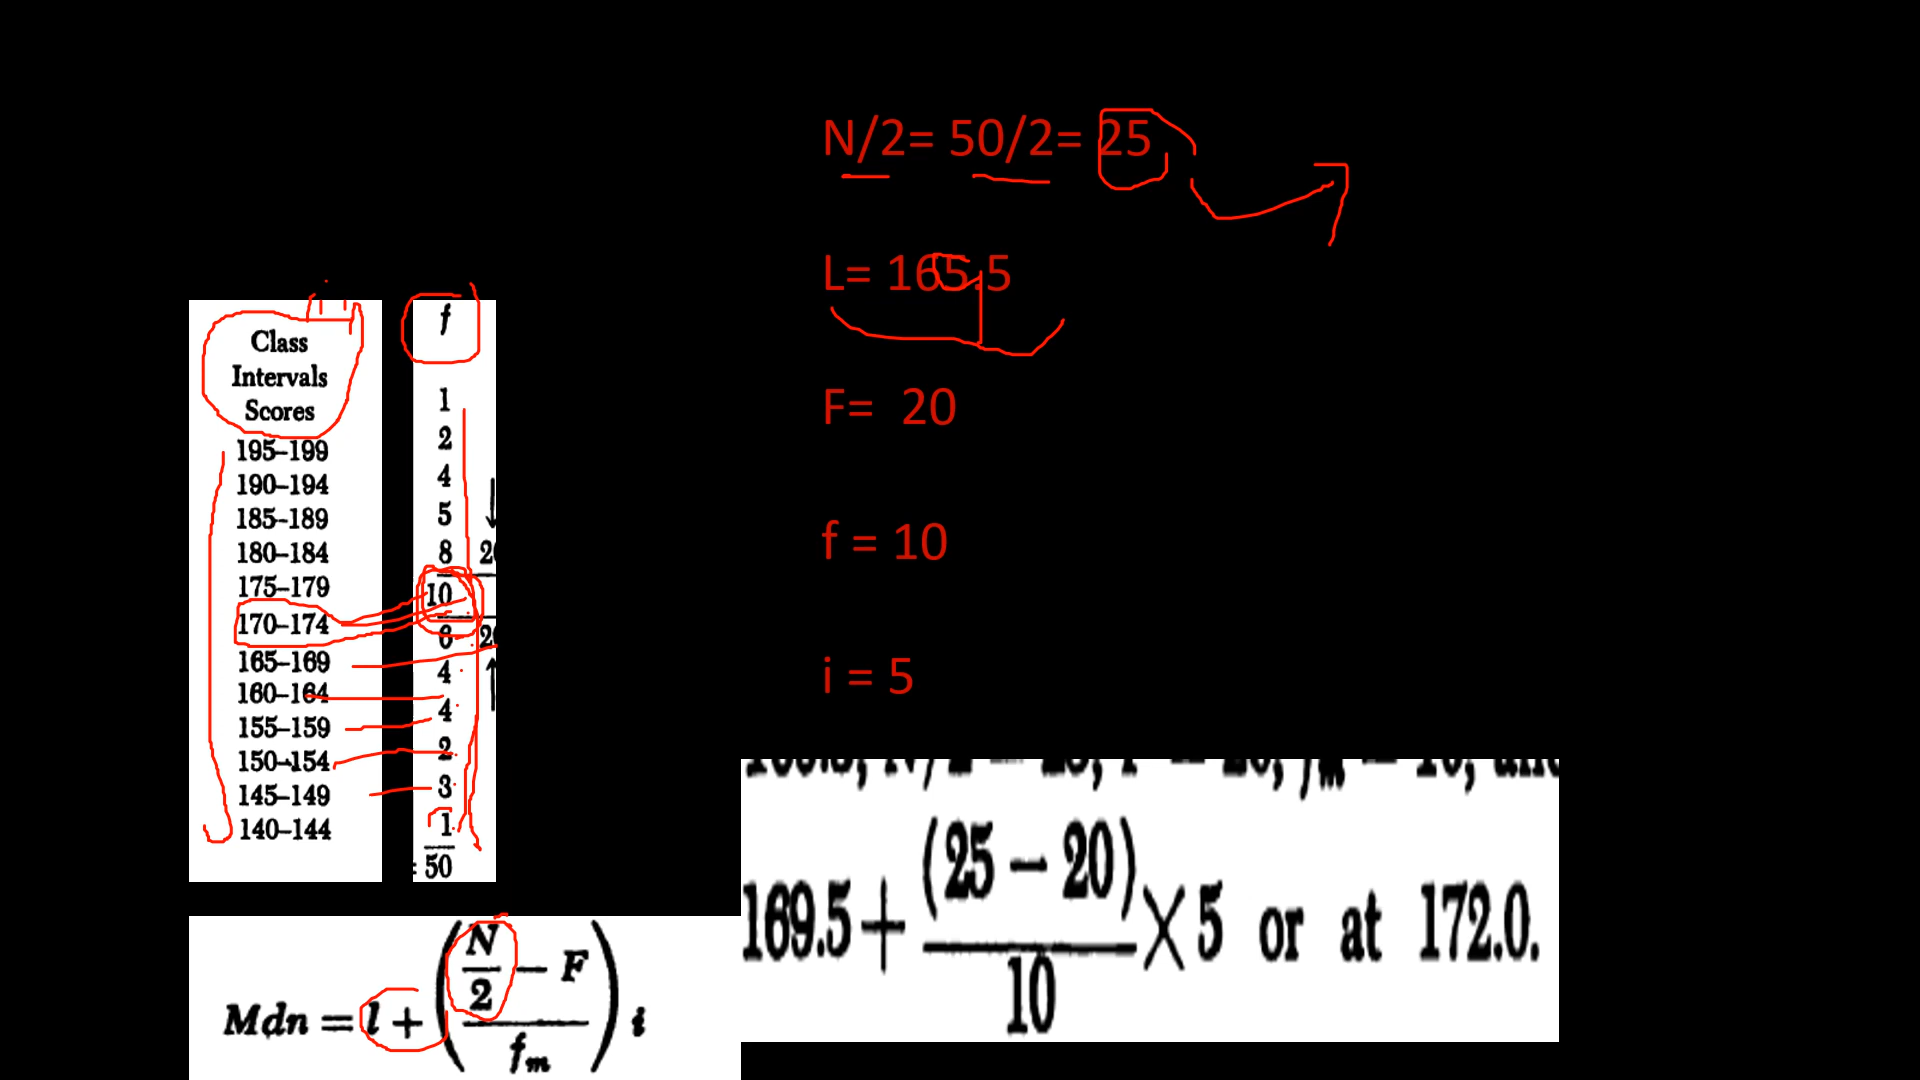 N/2= 50/2= 25
L= 165.5
F= 20
f = 10
i = 5
Class
Intervals
Scores
195–199
190–194
185–189
180–184
175–179
170–174
165–169
160–164
155–159
150–154
145–149
140–144
f
1
2
4
5
8 20
10
6 20
4
4
2
3
1
= 50
Mdn = l + (N/2 − F / fm) i
169.5 + (25 − 20) / 10 × 5 or at 172.0.